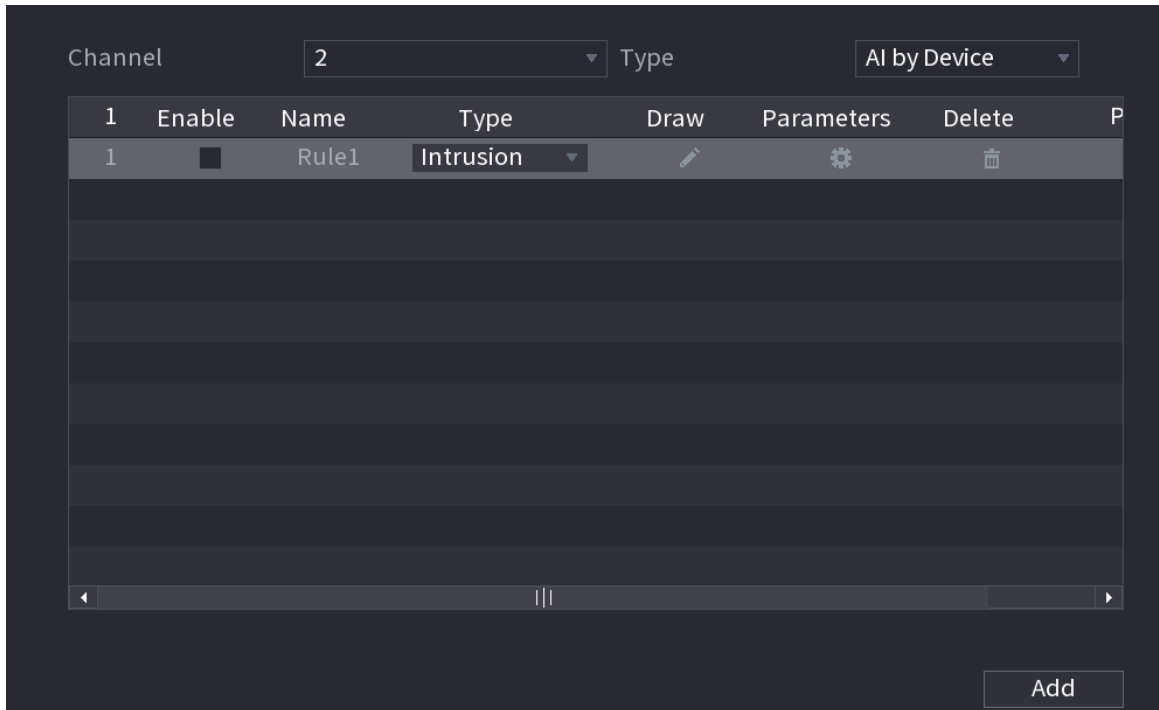 Channel 2 Type AI by Device
1 Enable Name Type Draw Parameters Delete P
1 Rule1 Intrusion
Add